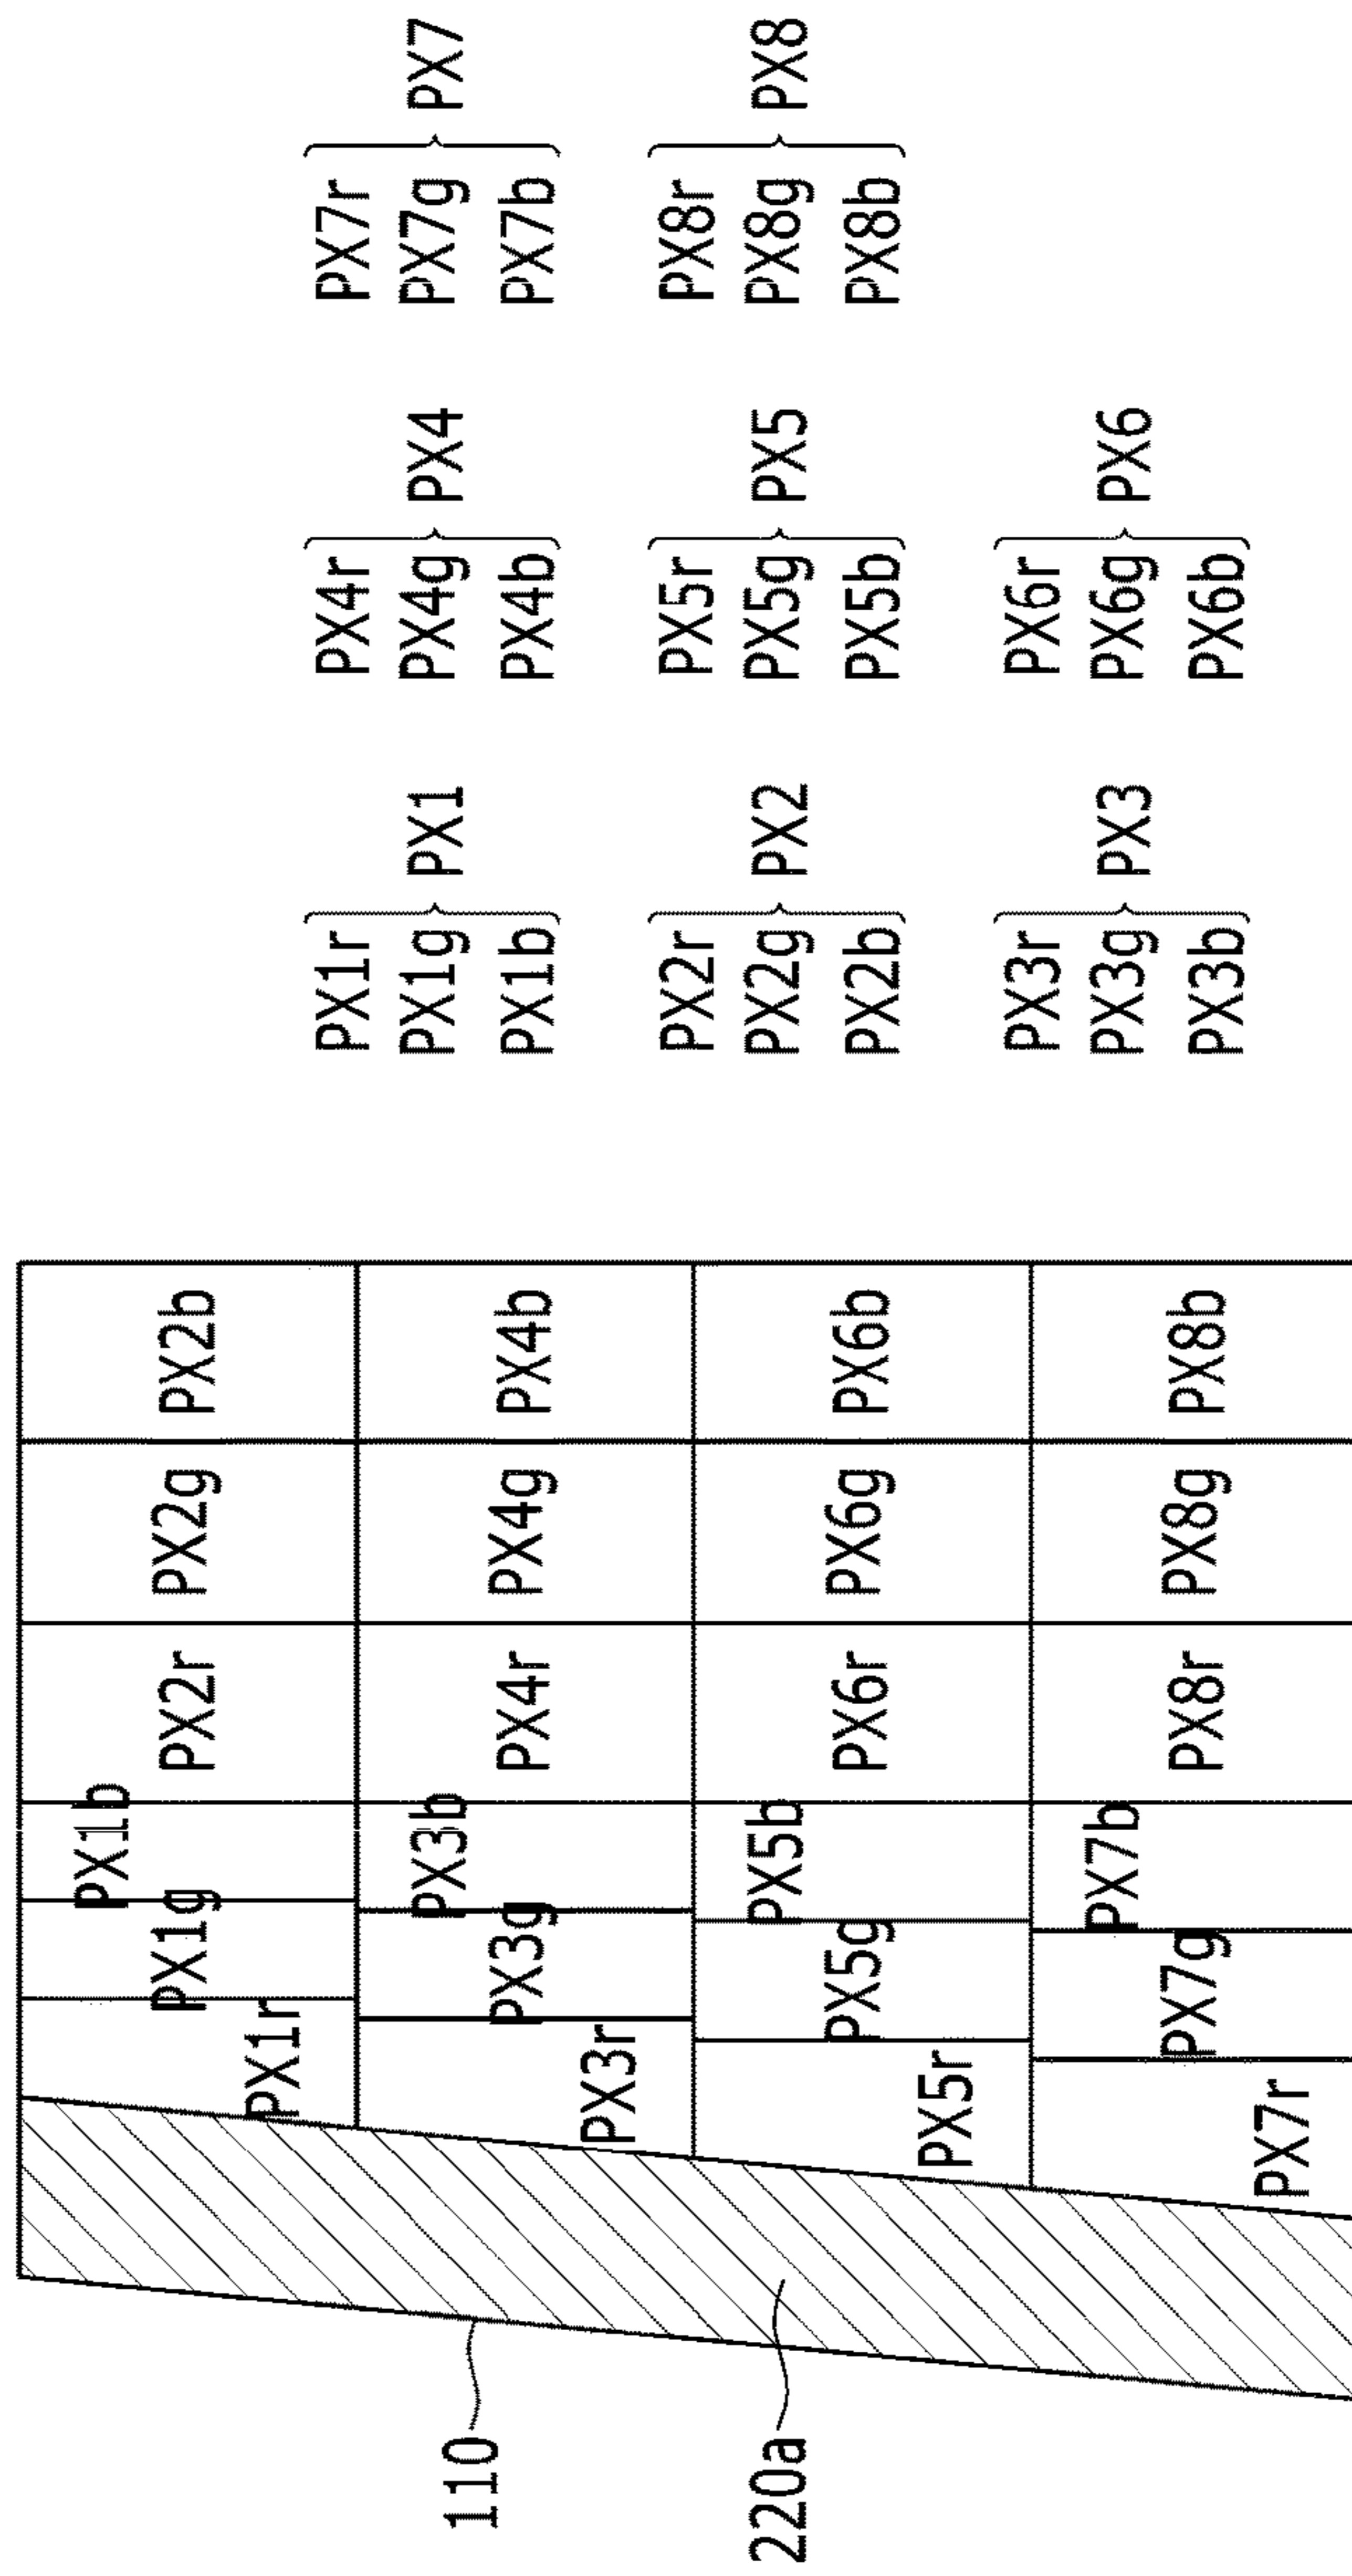 PX1r PX1g PX1b PX2r PX2g PX2b
110
PX3r PX3g PX3b PX4r PX4g PX4b
220a
PX5r PX5g PX5b PX6r PX6g PX6b
PX7r PX7g PX7b PX8r PX8g PX8b
PX1r
PX1g PX1
PX1b
PX4r
PX4g PX4
PX4b
PX7r
PX7g PX7
PX7b
PX2r
PX2g PX2
PX2b
PX5r
PX5g PX5
PX5b
PX8r
PX8g PX8
PX8b
PX3r
PX3g PX3
PX3b
PX6r
PX6g PX6
PX6b